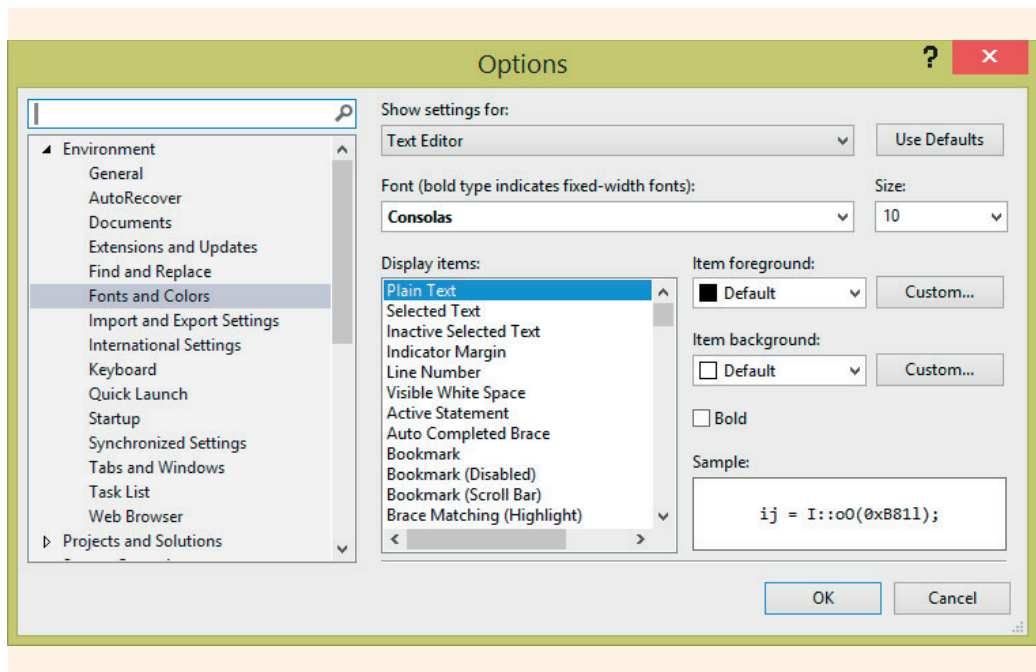 Options
?
Show settings for:
Text Editor
Use Defaults
Environment
General
AutoRecover
Documents
Extensions and Updates
Find and Replace
Fonts and Colors
Import and Export Settings
International Settings
Keyboard
Quick Launch
Startup
Synchronized Settings
Tabs and Windows
Task List
Web Browser
Projects and Solutions
Font (bold type indicates fixed-width fonts):
Size:
Consolas
10
Display items:
Plain Text
Selected Text
Inactive Selected Text
Indicator Margin
Line Number
Visible White Space
Active Statement
Auto Completed Brace
Bookmark
Bookmark (Disabled)
Bookmark (Scroll Bar)
Brace Matching (Highlight)
Item foreground:
Default
Custom...
Item background:
Default
Custom...
Bold
Sample:
ij = I::oO(0xB81l);
OK
Cancel